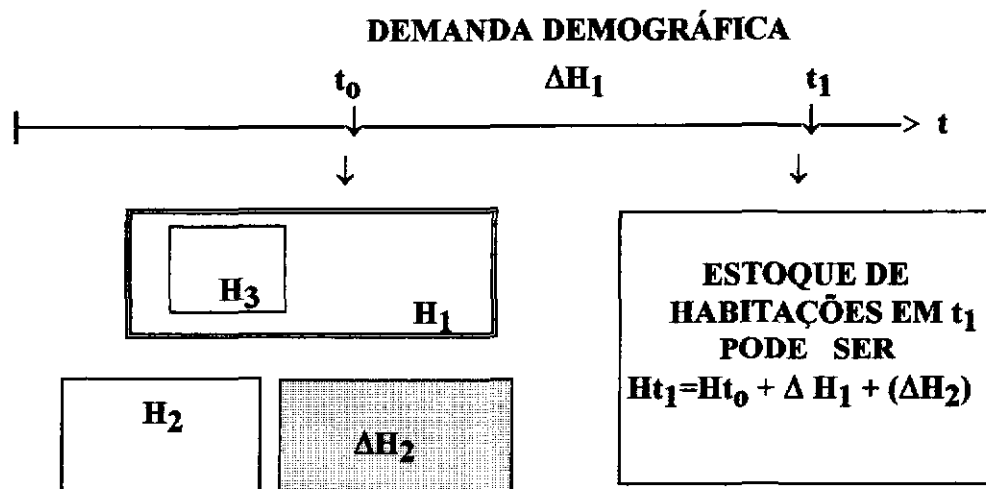 DEMANDA DEMOGRÁFICA
t₀ ΔH₁ t₁
t
H₃
H₁
H₂
ΔH₂
ESTOQUE DE
HABITAÇÕES EM t₁
PODE SER
Ht₁=Ht₀ + Δ H₁ + (ΔH₂)